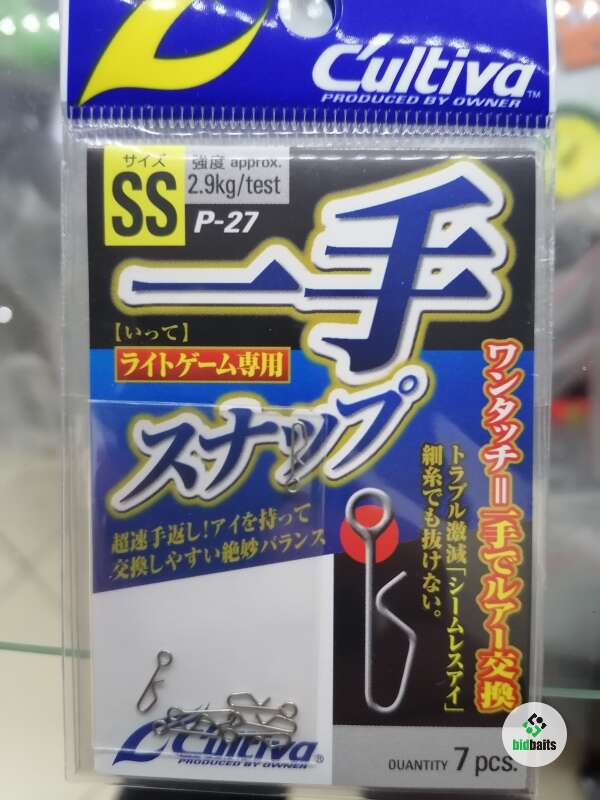 C'ultiva™
PRODUCED BY OWNER
サイズ
SS
強度 approx.
2.9kg/test
P-27
一手
【いって】
ライトゲーム専用
スナップ
ワンタッチ=一手でルアー交換
トラブル激減「シームレスアイ」
細糸でも抜けない。
超速手返し!アイを持って
交換しやすい絶妙バランス
C'ultiva®
PRODUCED BY OWNER
QUANTITY 7 pcs.
bidbaits